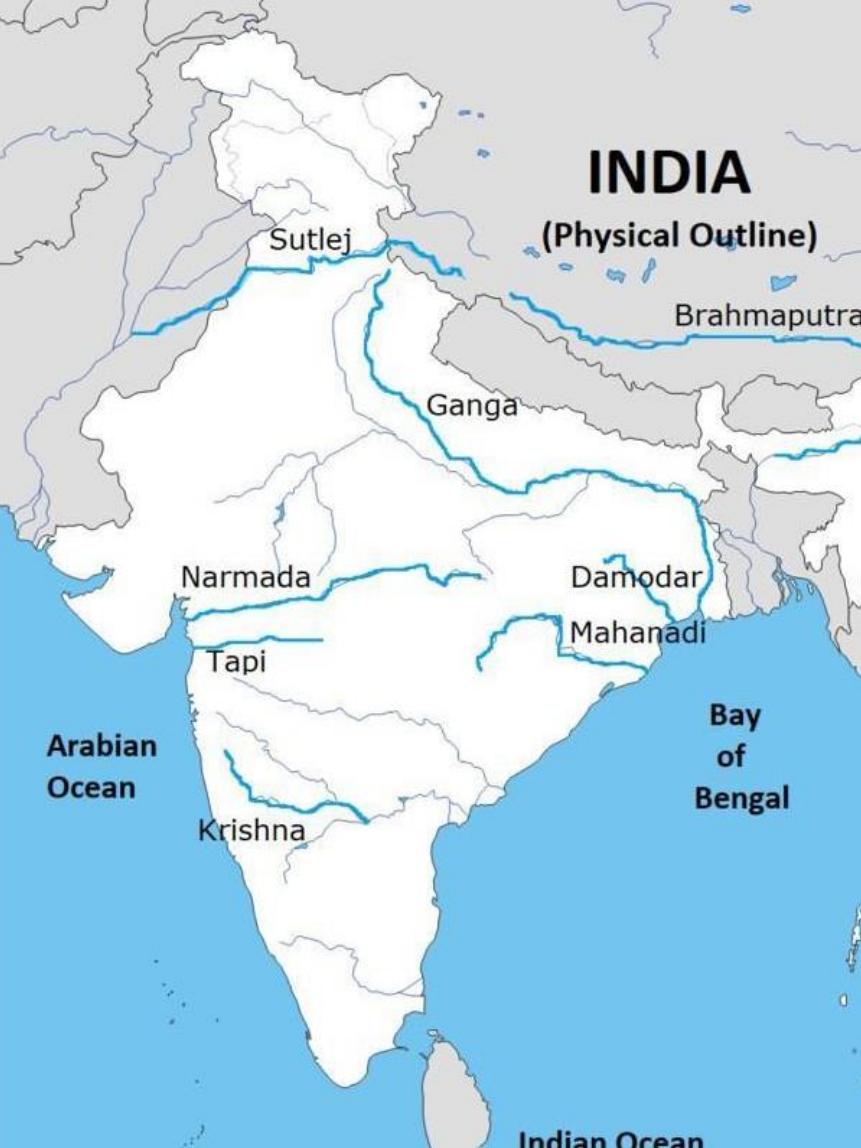 INDIA
(Physical Outline)
Sutlej
Brahmaputra
Ganga
Narmada
Damodar
Mahanadi
Tapi
Bay
of
Bengal
Arabian
Ocean
Krishna
Indian Ocean